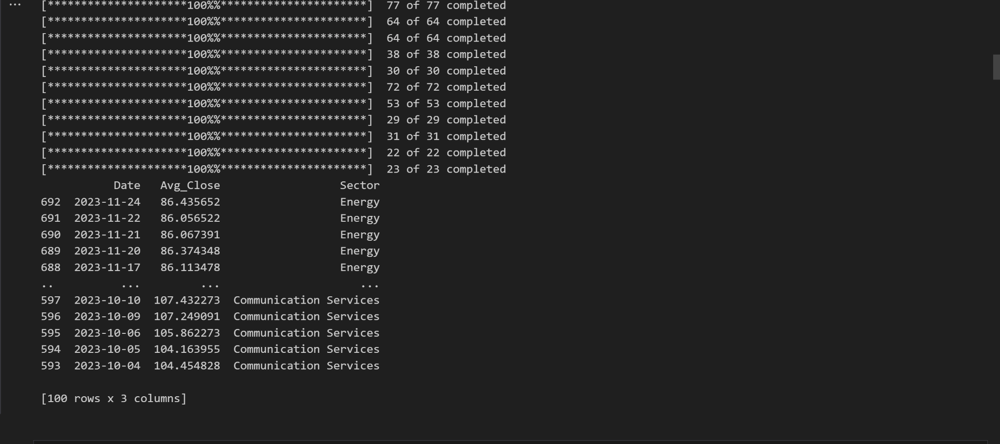 [*********************100%%**********************]  77 of 77 completed
[*********************100%%**********************]  64 of 64 completed
[*********************100%%**********************]  64 of 64 completed
[*********************100%%**********************]  38 of 38 completed
[*********************100%%**********************]  30 of 30 completed
[*********************100%%**********************]  72 of 72 completed
[*********************100%%**********************]  53 of 53 completed
[*********************100%%**********************]  29 of 29 completed
[*********************100%%**********************]  31 of 31 completed
[*********************100%%**********************]  22 of 22 completed
[*********************100%%**********************]  23 of 23 completed
           Date   Avg_Close                  Sector
692  2023-11-24   86.435652                  Energy
691  2023-11-22   86.056522                  Energy
690  2023-11-21   86.067391                  Energy
689  2023-11-20   86.374348                  Energy
688  2023-11-17   86.113478                  Energy
..          ...         ...                     ...
597  2023-10-10  107.432273  Communication Services
596  2023-10-09  107.249091  Communication Services
595  2023-10-06  105.862273  Communication Services
594  2023-10-05  104.163955  Communication Services
593  2023-10-04  104.454828  Communication Services
[100 rows x 3 columns]